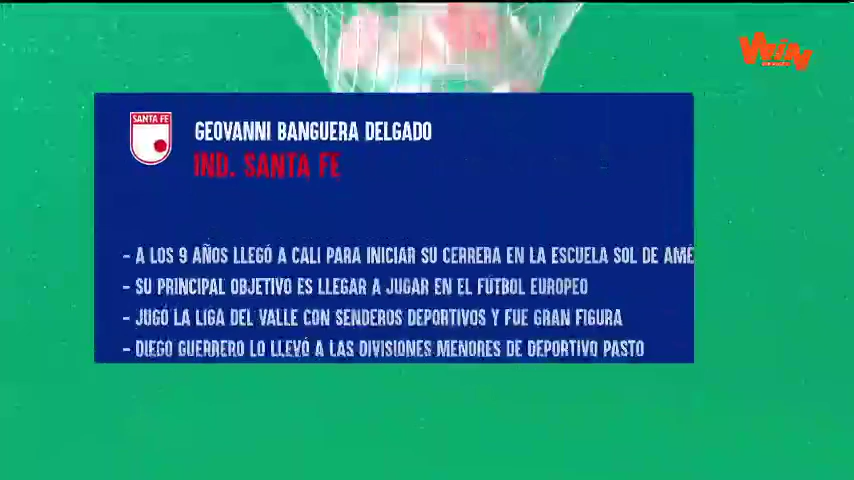 Win
SANTA FE
GEOVANNI BANGUERA DELGADO
IND. SANTA FE
- A LOS 9 AÑOS LLEGÓ A CALI PARA INICIAR SU CERRERA EN LA ESCUELA SOL DE AMÉ
- SU PRINCIPAL OBJETIVO ES LLEGAR A JUGAR EN EL FÚTBOL EUROPEO
- JUGÓ LA LIGA DEL VALLE CON SENDEROS DEPORTIVOS Y FUE GRAN FIGURA
- DIEGO GUERRERO LO LLEVÓ A LAS DIVISIONES MENORES DE DEPORTIVO PASTO